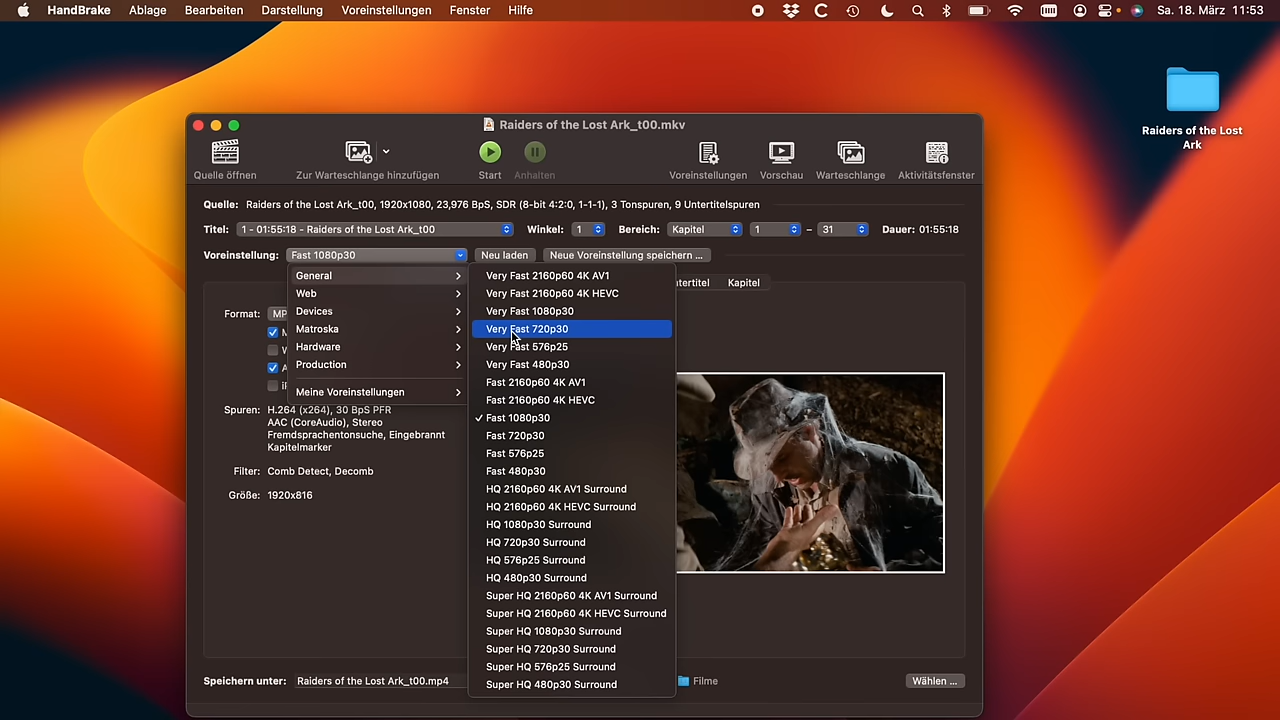 HandBrake Ablage Bearbeiten Darstellung Voreinstellungen Fenster Hilfe Sa. 18. März 11:53
Raiders of the Lost
Ark
Raiders of the Lost Ark_t00.mkv
Quelle öffnen Zur Warteschlange hinzufügen Start Anhalten Voreinstellungen Vorschau Warteschlange Aktivitätsfenster
Quelle: Raiders of the Lost Ark_t00, 1920x1080, 23,976 BpS, SDR (8-bit 4:2:0, 1-1-1), 3 Tonspuren, 9 Untertitelspuren
Titel: 1 - 01:55:18 - Raiders of the Lost Ark_t00 Winkel: 1 Bereich: Kapitel 1 – 31 Dauer: 01:55:18
Voreinstellung: Fast 1080p30 Neu laden Neue Voreinstellung speichern ...
General
Web
Devices
Matroska
Hardware
Production
Meine Voreinstellungen
Very Fast 2160p60 4K AV1
Very Fast 2160p60 4K HEVC
Very Fast 1080p30
Very Fast 720p30
Very Fast 576p25
Very Fast 480p30
Fast 2160p60 4K AV1
Fast 2160p60 4K HEVC
Fast 1080p30
Fast 720p30
Fast 576p25
Fast 480p30
HQ 2160p60 4K AV1 Surround
HQ 2160p60 4K HEVC Surround
HQ 1080p30 Surround
HQ 720p30 Surround
HQ 576p25 Surround
HQ 480p30 Surround
Super HQ 2160p60 4K AV1 Surround
Super HQ 2160p60 4K HEVC Surround
Super HQ 1080p30 Surround
Super HQ 720p30 Surround
Super HQ 576p25 Surround
Super HQ 480p30 Surround
ntertitel Kapitel
Format: MP
Spuren: H.264 (x264), 30 BpS PFR
AAC (CoreAudio), Stereo
Fremdsprachentonsuche, Eingebrannt
Kapitelmarker
Filter: Comb Detect, Decomb
Größe: 1920x816
Speichern unter: Raiders of the Lost Ark_t00.mp4 Filme Wählen ...